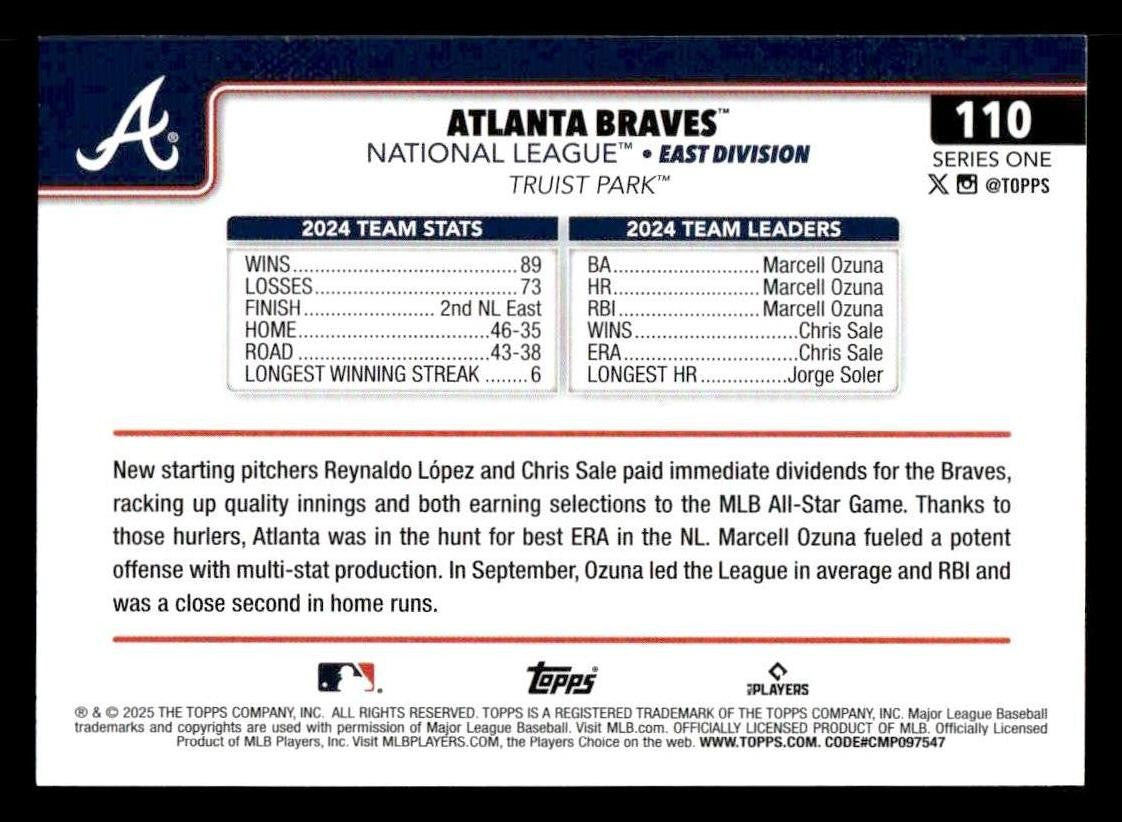 A®
ATLANTA BRAVES™
NATIONAL LEAGUE™ • EAST DIVISION
TRUIST PARK™
110
SERIES ONE
X @TOPPS
2024 TEAM STATS
WINS..................................89
LOSSES...............................73
FINISH.................... 2nd NL East
HOME.............................46-35
ROAD .............................43-38
LONGEST WINNING STREAK ........6
2024 TEAM LEADERS
BA.......................Marcell Ozuna
HR.......................Marcell Ozuna
RBI......................Marcell Ozuna
WINS.........................Chris Sale
ERA..........................Chris Sale
LONGEST HR................Jorge Soler
New starting pitchers Reynaldo López and Chris Sale paid immediate dividends for the Braves,
racking up quality innings and both earning selections to the MLB All-Star Game. Thanks to
those hurlers, Atlanta was in the hunt for best ERA in the NL. Marcell Ozuna fueled a potent
offense with multi-stat production. In September, Ozuna led the League in average and RBI and
was a close second in home runs.
Topps®
MLB PLAYERS
® & © 2025 THE TOPPS COMPANY, INC. ALL RIGHTS RESERVED. TOPPS IS A REGISTERED TRADEMARK OF THE TOPPS COMPANY, INC. Major League Baseball
trademarks and copyrights are used with permission of Major League Baseball. Visit MLB.com. OFFICIALLY LICENSED PRODUCT OF MLB. Officially Licensed
Product of MLB Players, Inc. Visit MLBPLAYERS.COM, the Players Choice on the web. WWW.TOPPS.COM. CODE#CMP097547